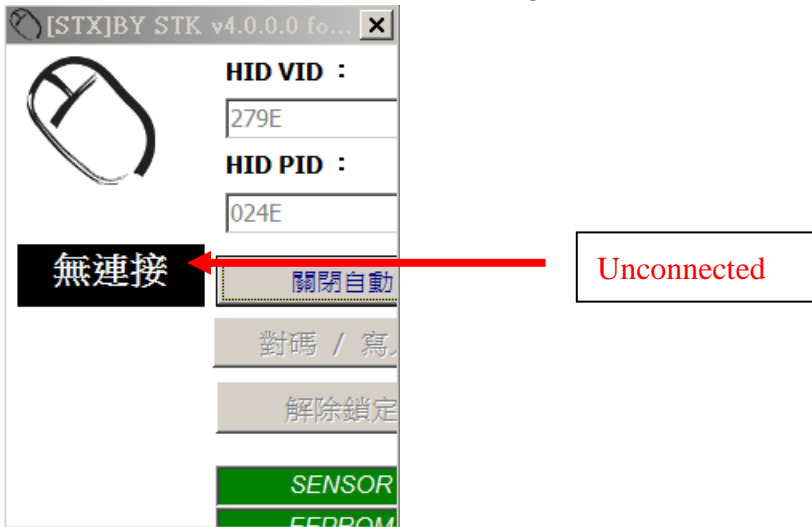 [STX]BY STK v4.0.0.0 fo...
HID VID :
279E
HID PID :
024E
無連接
Unconnected
關閉自動
對碼 / 寫
解除鎖定
SENSOR
EEPROM